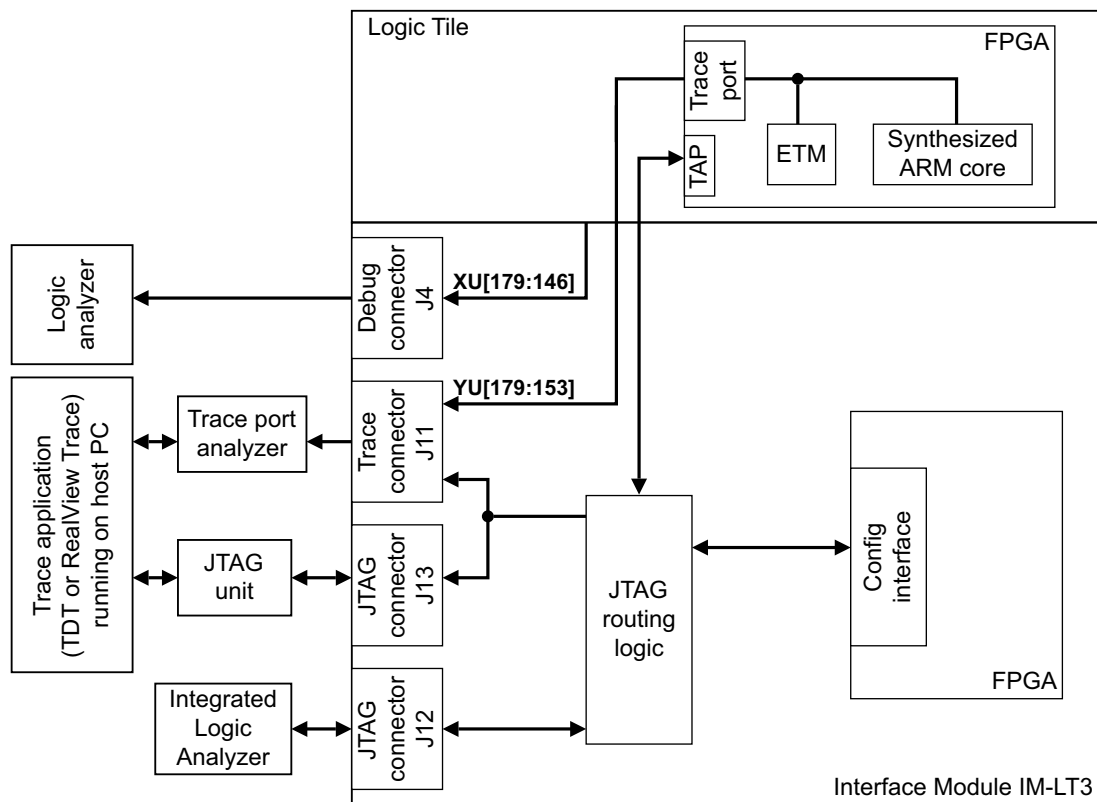 Logic Tile
FPGA
Trace
port
TAP
ETM
Synthesized
ARM core
Logic
analyzer
Debug
connector
J4
XU[179:146]
Trace application
(TDT or RealView Trace)
running on host PC
Trace port
analyzer
Trace
connector
J11
YU[179:153]
JTAG
unit
JTAG
connector
J13
JTAG
routing
logic
Config
interface
FPGA
Integrated
Logic
Analyzer
JTAG
connector
J12
Interface Module IM-LT3